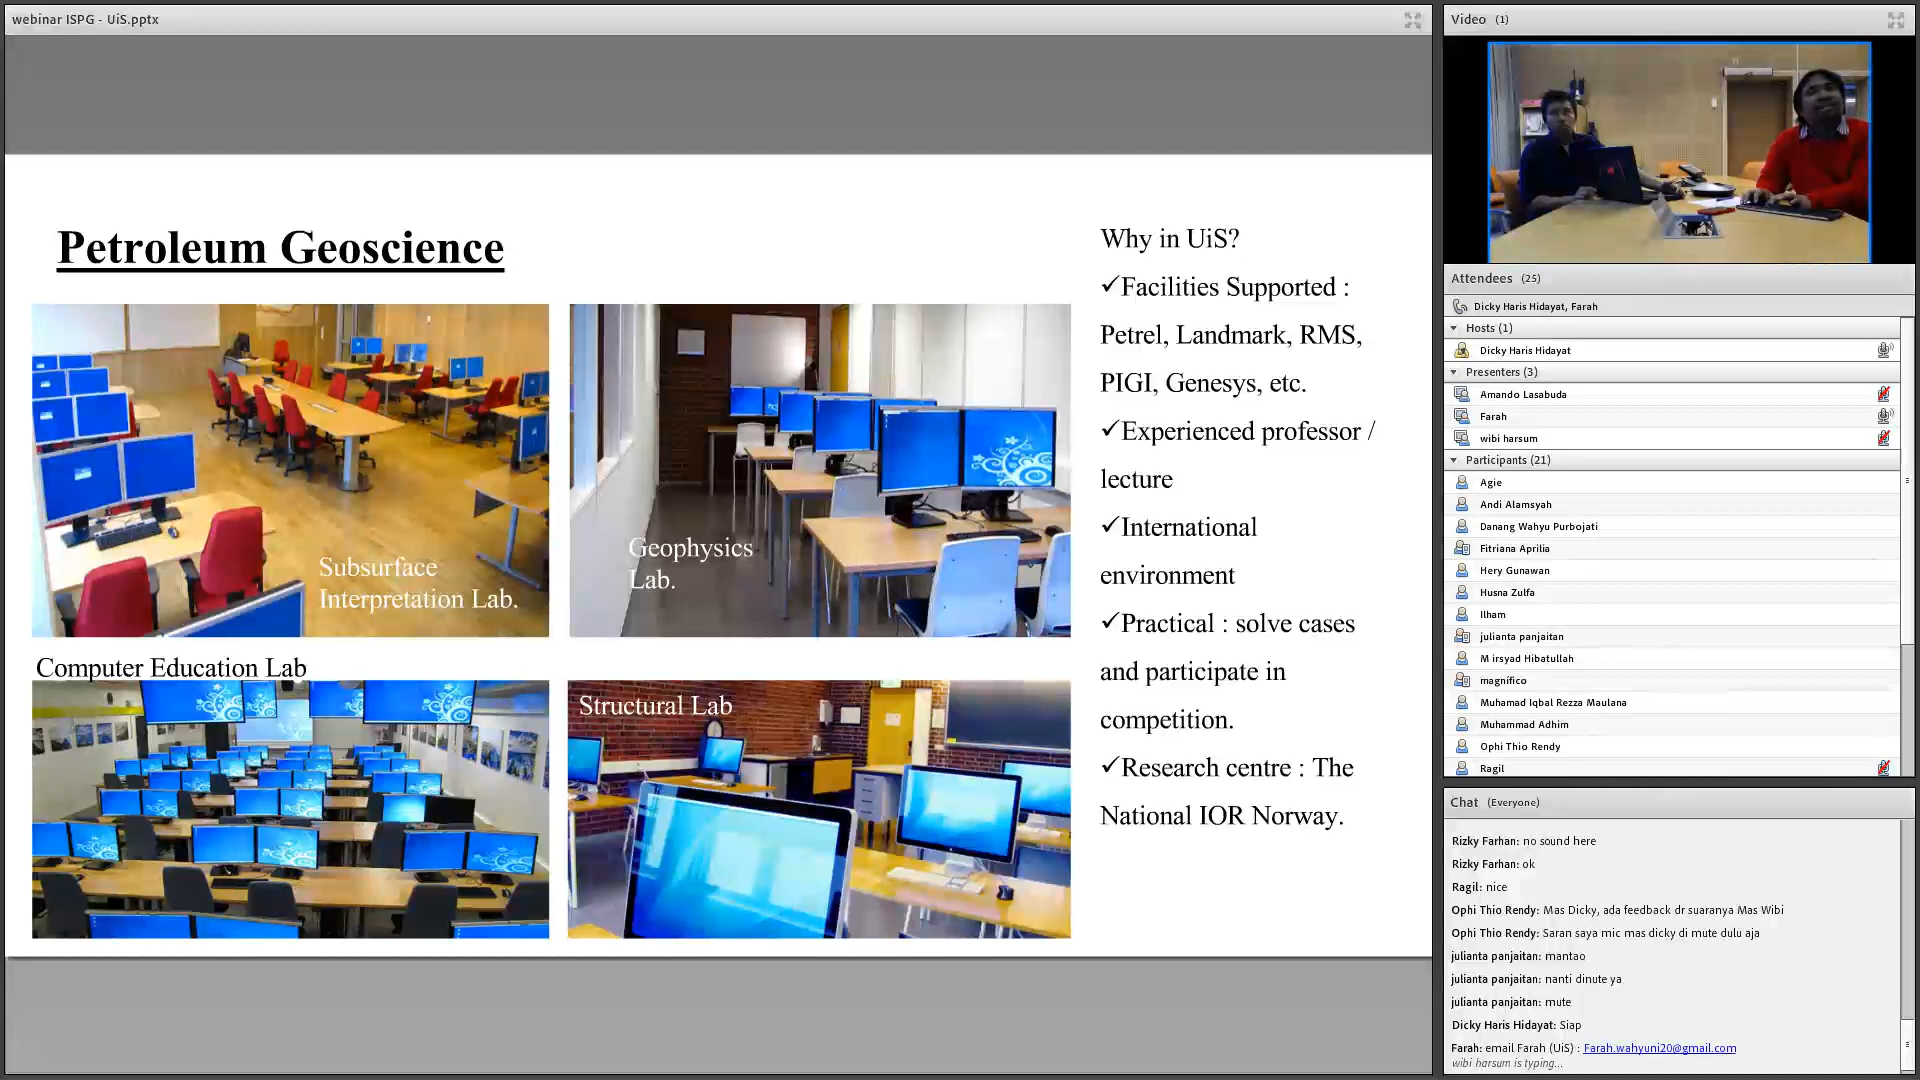 webinar ISPG - UiS.pptx
Petroleum Geoscience
Subsurface
Interpretation Lab.
Geophysics
Lab.
Computer Education Lab
Structural Lab
Why in UiS?
✓Facilities Supported :
Petrel, Landmark, RMS,
PIGI, Genesys, etc.
✓Experienced professor /
lecture
✓International
environment
✓Practical : solve cases
and participate in
competition.
✓Research centre : The
National IOR Norway.
Video (1)
Attendees (25)
Dicky Haris Hidayat, Farah
Hosts (1)
Dicky Haris Hidayat
Presenters (3)
Amando Lasabuda
Farah
wibi harsum
Participants (21)
Agie
Andi Alamsyah
Danang Wahyu Purbojati
Fitriana Aprilia
Hery Gunawan
Husna Zulfa
Ilham
julianta panjaitan
M irsyad Hibatullah
magnífico
Muhamad Iqbal Rezza Maulana
Muhammad Adhim
Ophi Thio Rendy
Ragil
Chat (Everyone)
Rizky Farhan: no sound here
Rizky Farhan: ok
Ragil: nice
Ophi Thio Rendy: Mas Dicky, ada feedback dr suaranya Mas Wibi
Ophi Thio Rendy: Saran saya mic mas dicky di mute dulu aja
julianta panjaitan: mantao
julianta panjaitan: nanti dinute ya
julianta panjaitan: mute
Dicky Haris Hidayat: Siap
Farah: email Farah (UiS) : Farah.wahyuni20@gmail.com
wibi harsum is typing...